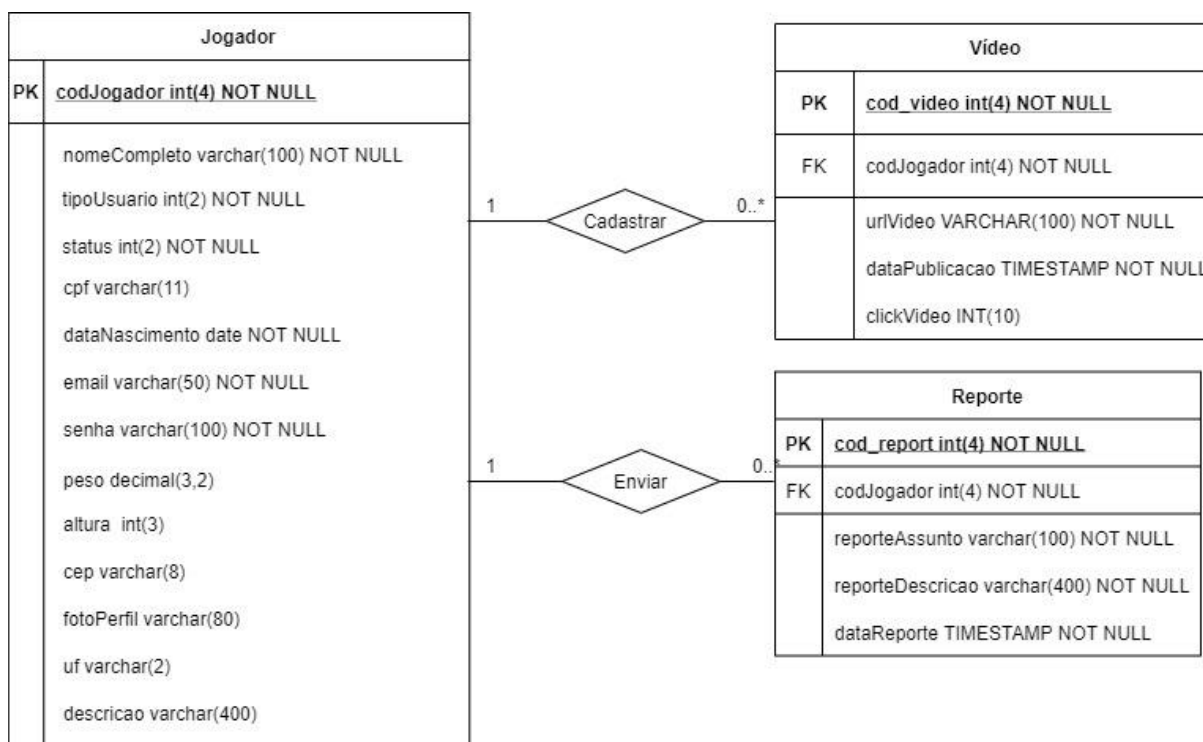 Jogador
PK codJogador int(4) NOT NULL
nomeCompleto varchar(100) NOT NULL
tipoUsuario int(2) NOT NULL
status int(2) NOT NULL
cpf varchar(11)
dataNascimento date NOT NULL
email varchar(50) NOT NULL
senha varchar(100) NOT NULL
peso decimal(3,2)
altura int(3)
cep varchar(8)
fotoPerfil varchar(80)
uf varchar(2)
descricao varchar(400)
1 Cadastrar 0..*
1 Enviar 0..*
Vídeo
PK cod_video int(4) NOT NULL
FK codJogador int(4) NOT NULL
urlVideo VARCHAR(100) NOT NULL
dataPublicacao TIMESTAMP NOT NULL
clickVideo INT(10)
Reporte
PK cod_report int(4) NOT NULL
FK codJogador int(4) NOT NULL
reporteAssunto varchar(100) NOT NULL
reporteDescricao varchar(400) NOT NULL
dataReporte TIMESTAMP NOT NULL